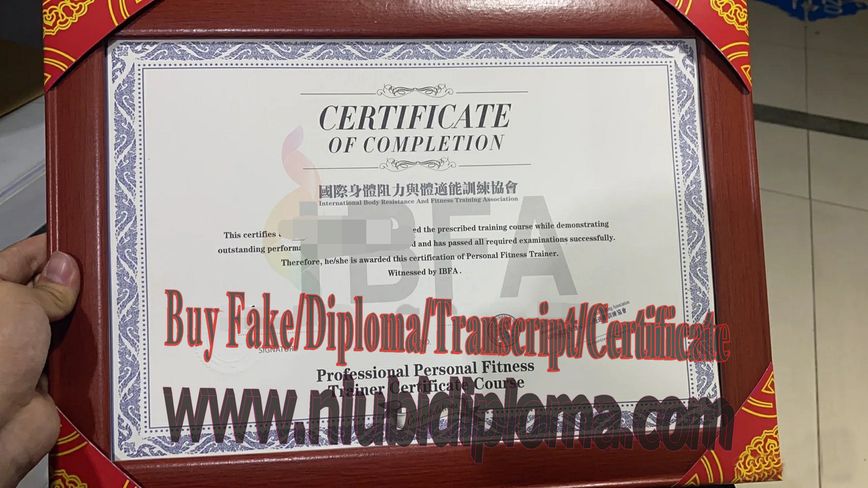 CERTIFICATE
OF COMPLETION
國際身體阻力與體適能訓練協會
International Body Resistance And Fitness Training Association
IBFA
This certifies ed the prescribed training course while demonstrating
outstanding performa d and has passed all required examinations successfully.
Therefore, he/she is awarded this certification of Personal Fitness Trainer.
Witnessed by IBFA .
Buy Fake/Diploma/Transcript/Certificate
SIGNATUR
Professional Personal Fitness
Trainer Certificate Course
www.niubidiploma.com